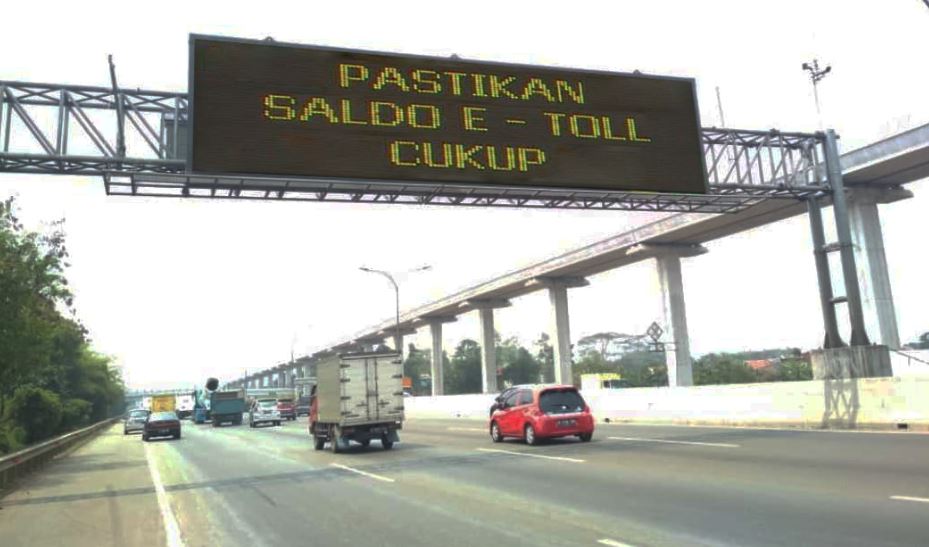 PASTIKAN
SALDO E - TOLL
CUKUP